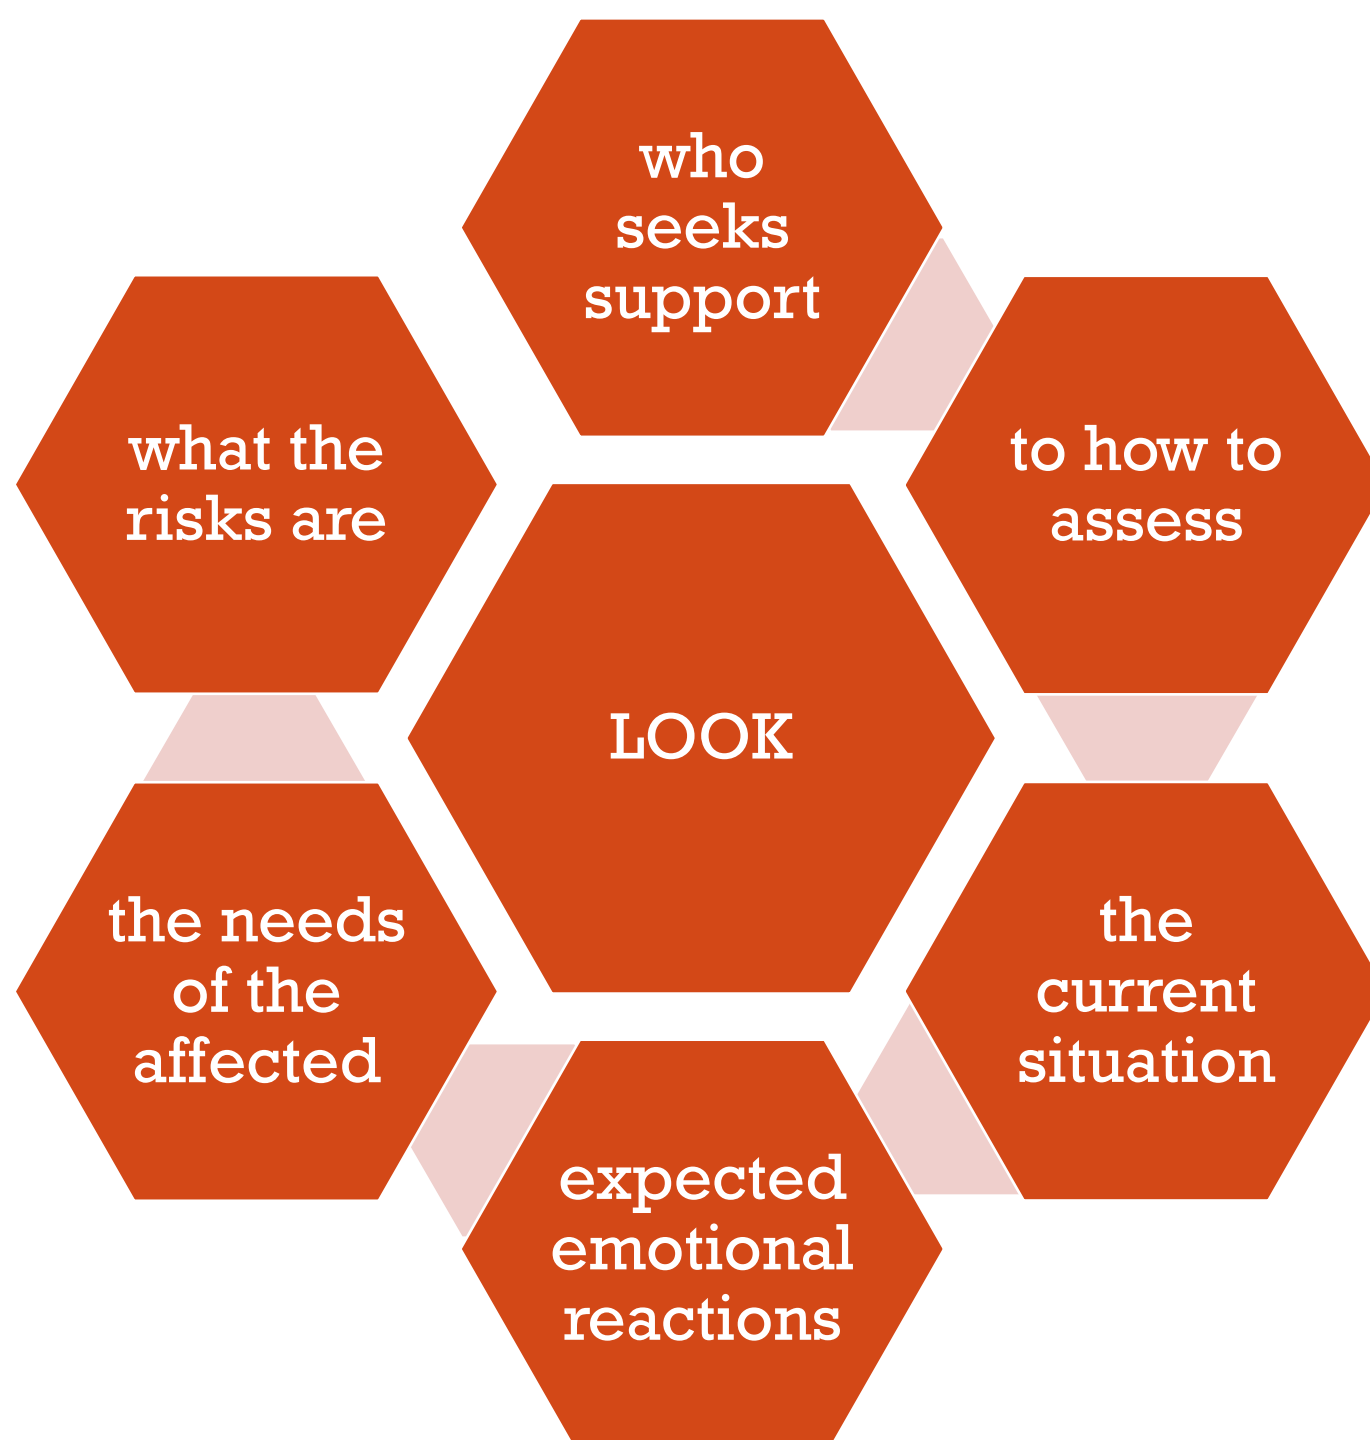 who
seeks
support
to how to
assess
the
current
situation
expected
emotional
reactions
the needs
of the
affected
what the
risks are
LOOK